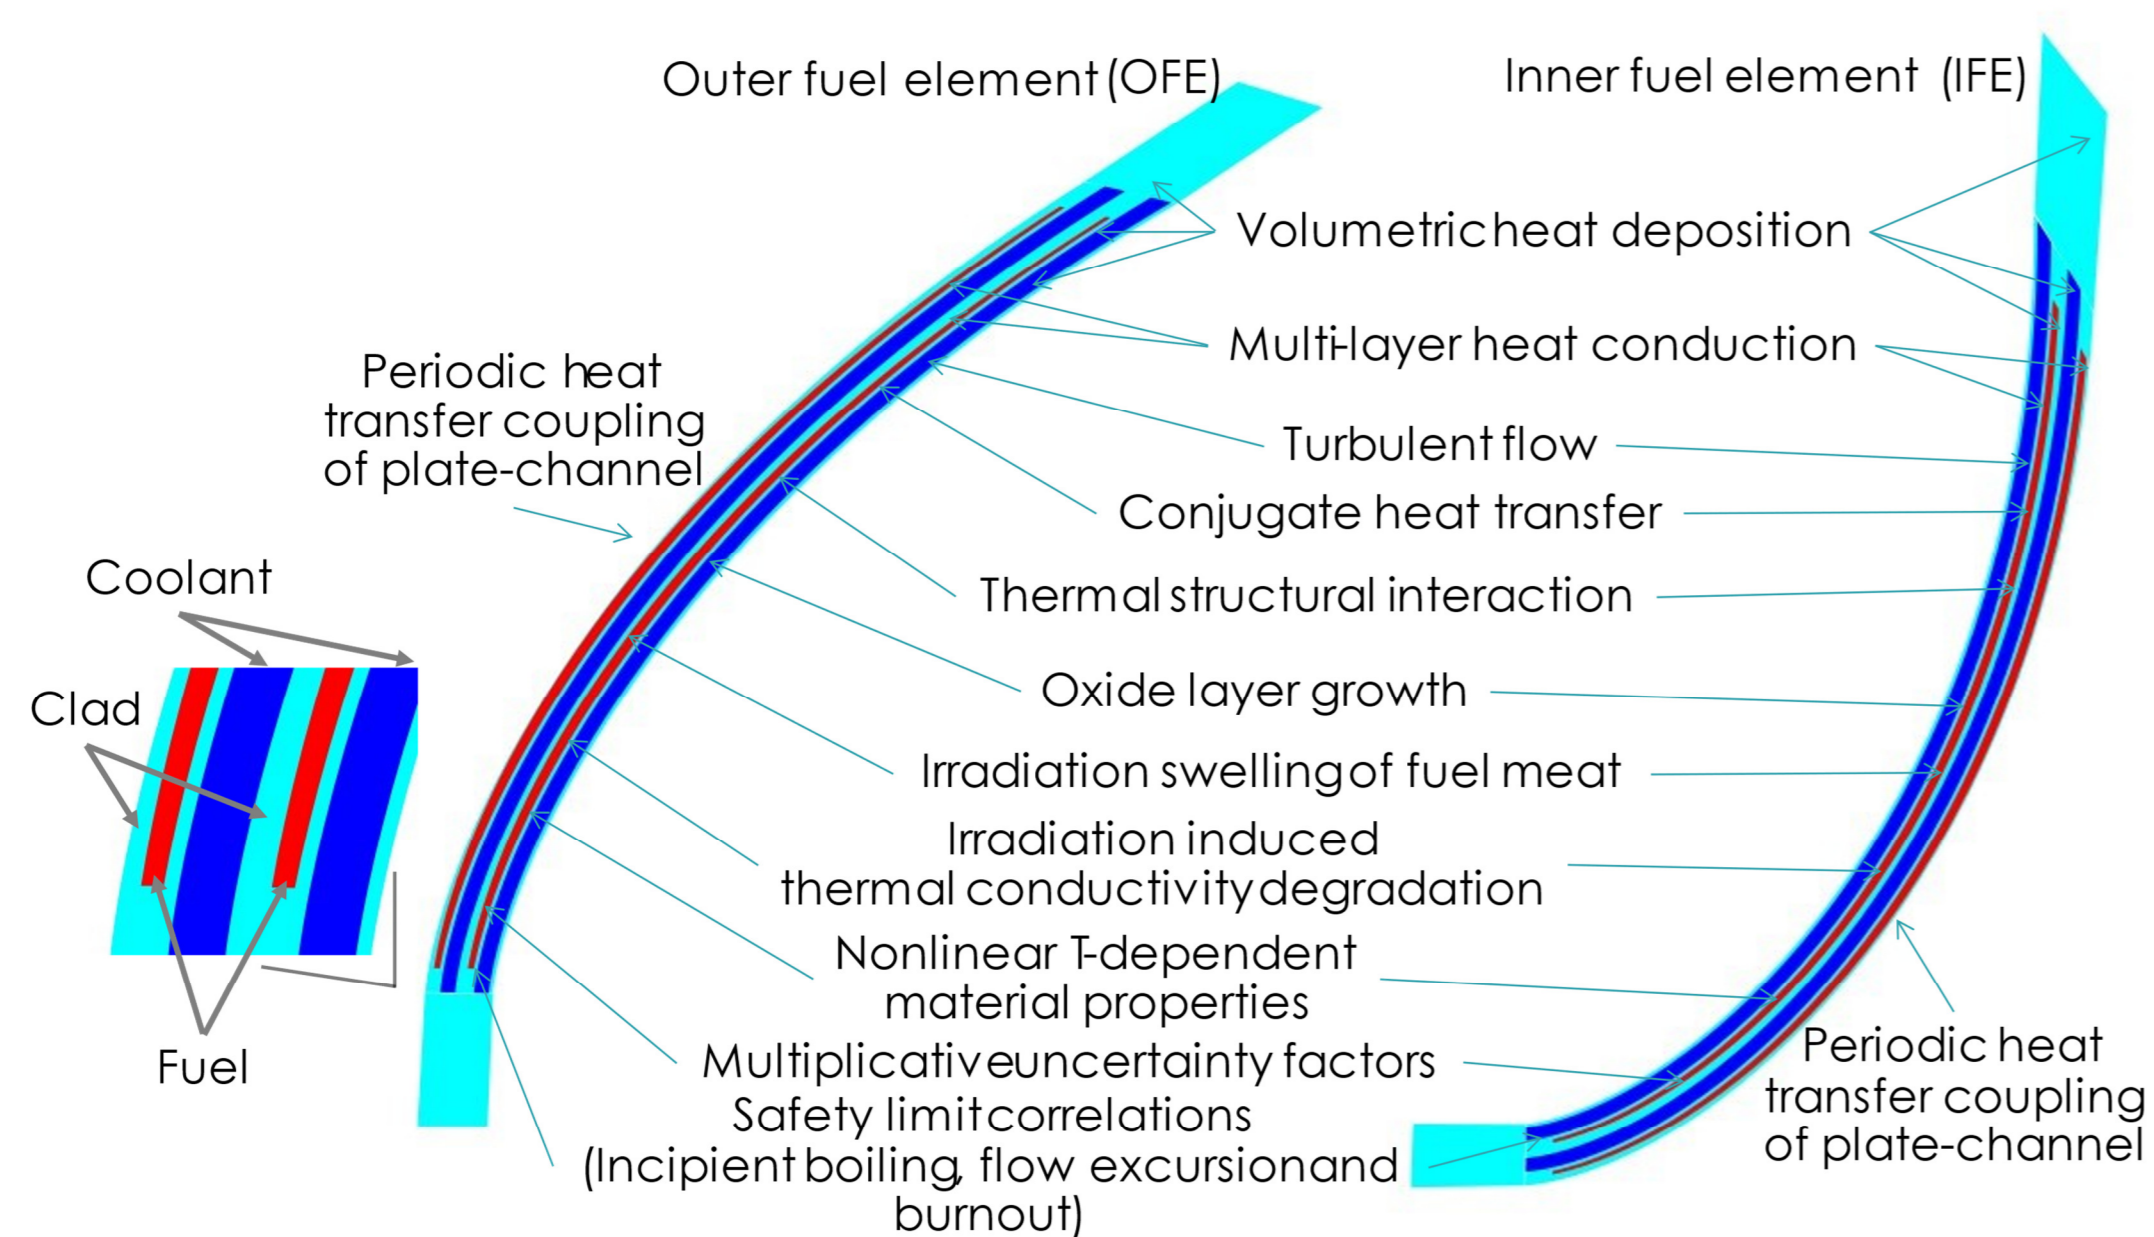 Outer fuel element (OFE)
Inner fuel element (IFE)
Volumetric heat deposition
Multi-layer heat conduction
Periodic heat
transfer coupling
of plate-channel
Turbulent flow
Conjugate heat transfer
Coolant
Thermal structural interaction
Clad
Oxide layer growth
Irradiation swelling of fuel meat
Irradiation induced
thermal conductivity degradation
Nonlinear T-dependent
material properties
Fuel
Multiplicative uncertainty factors
Safety limit correlations
(Incipient boiling, flow excursion and
burnout)
Periodic heat
transfer coupling
of plate-channel